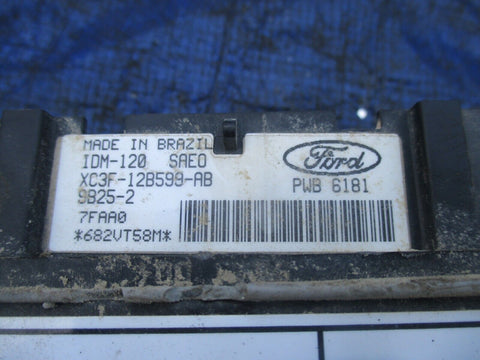 MADE IN BRAZIL
IDM-120 SAE0
XC3F-12B599-AB
9B25-2
7FAA0
*682VT58M*
Ford
PWB 6181